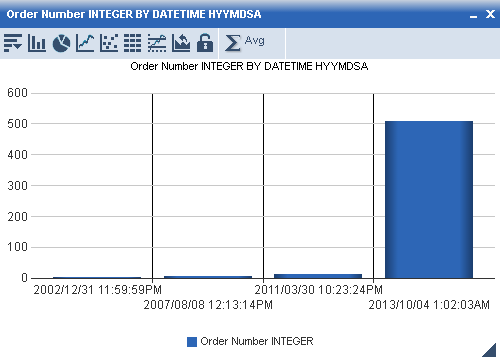 Order Number INTEGER BY DATETIME HYYMDSA
Avg
Order Number INTEGER BY DATETIME HYYMDSA
600
500
400
300
200
100
0
2002/12/31 11:59:59PM
2011/03/30 10:23:24PM
2007/08/08 12:13:14PM
2013/10/04 1:02:03AM
Order Number INTEGER